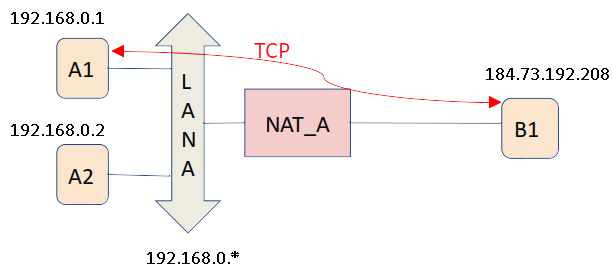 192.168.0.1
A1
TCP
184.73.192.208
L
A
N
A
NAT_A
B1
192.168.0.2
A2
192.168.0.*